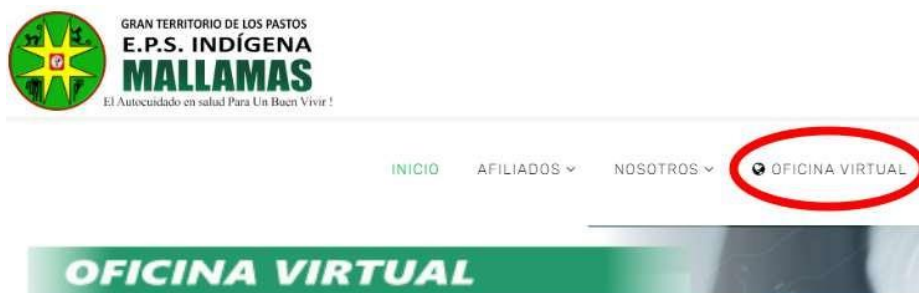 GRAN TERRITORIO DE LOS PASTOS
E.P.S. INDÍGENA
MALLAMAS
El Autocuidado en salud Para Un Buen Vivir !
INICIO AFILIADOS NOSOTROS OFICINA VIRTUAL
OFICINA VIRTUAL